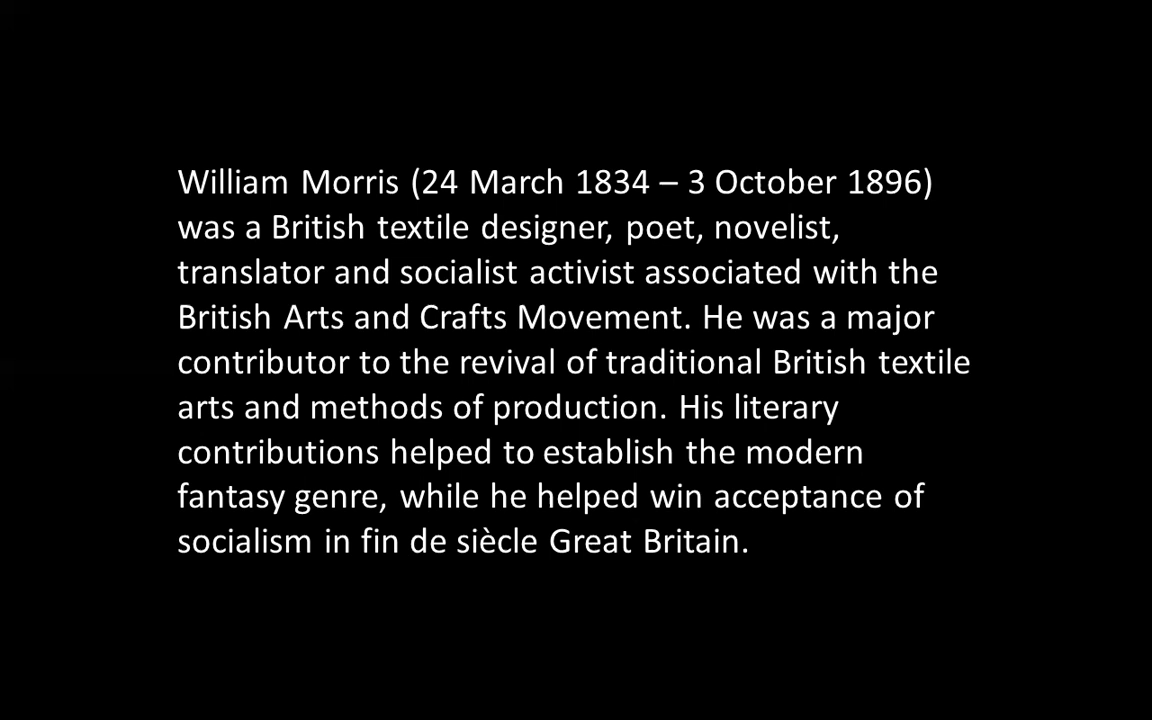 William Morris (24 March 1834 – 3 October 1896)
was a British textile designer, poet, novelist,
translator and socialist activist associated with the
British Arts and Crafts Movement. He was a major
contributor to the revival of traditional British textile
arts and methods of production. His literary
contributions helped to establish the modern
fantasy genre, while he helped win acceptance of
socialism in fin de siècle Great Britain.